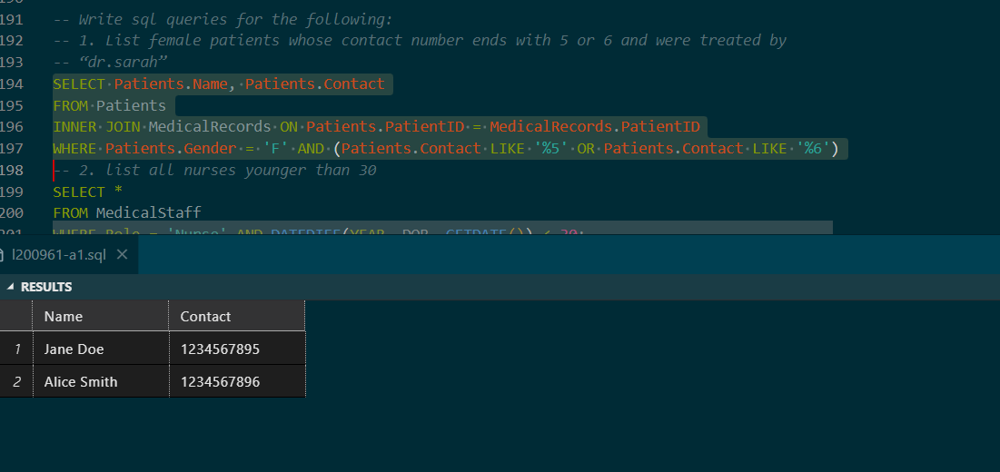 191 -- Write sql queries for the following:
192 -- 1. List female patients whose contact number ends with 5 or 6 and were treated by
193 -- “dr.sarah”
194 SELECT Patients.Name, Patients.Contact
195 FROM Patients
196 INNER JOIN MedicalRecords ON Patients.PatientID = MedicalRecords.PatientID
197 WHERE Patients.Gender = 'F' AND (Patients.Contact LIKE '%5' OR Patients.Contact LIKE '%6')
198 -- 2. list all nurses younger than 30
199 SELECT *
200 FROM MedicalStaff
201 WHERE Role = 'Nurse' AND DATEDIFF(YEAR, DOB, GETDATE()) < 30;
l200961-a1.sql
RESULTS
Name Contact
1 Jane Doe 1234567895
2 Alice Smith 1234567896